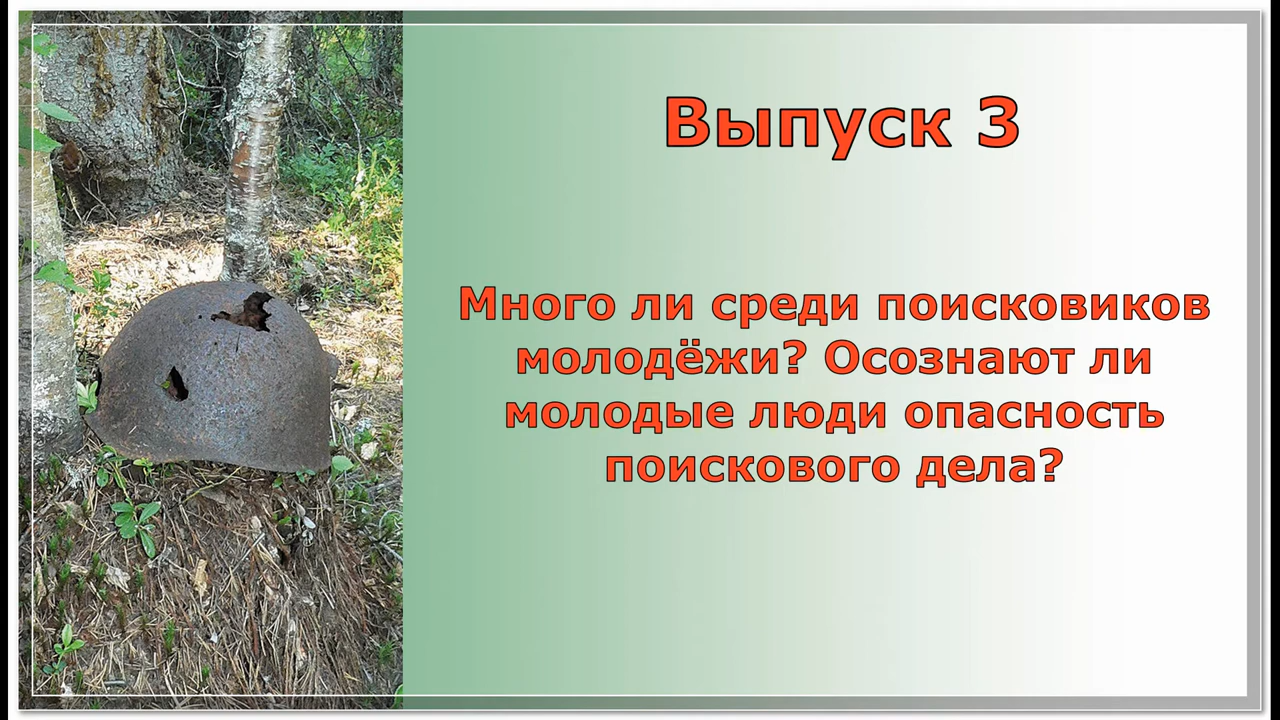 Выпуск 3
Много ли среди поисковиков
молодёжи? Осознают ли
молодые люди опасность
поискового дела?